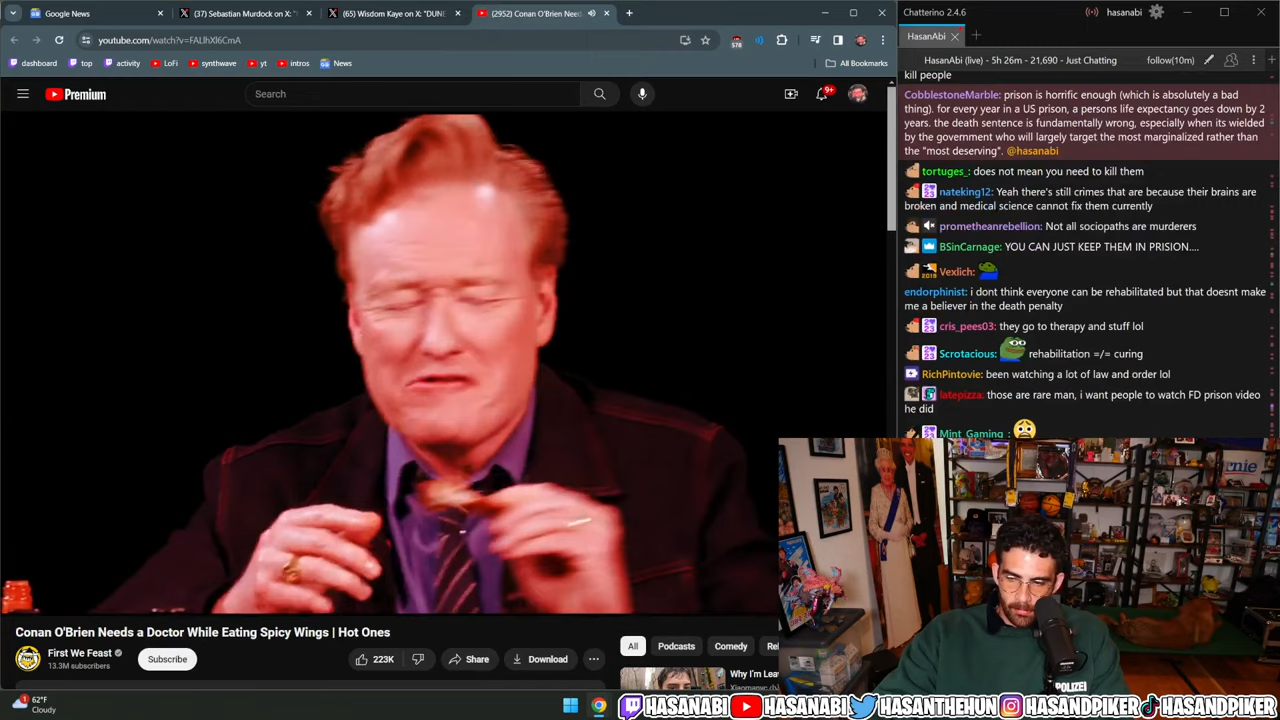 Google News
(37) Sebastian Murdock on X: "
(65) Wisdom Kaye on X: "DUNE
(2952) Conan O'Brien Needs
youtube.com/watch?v=FALlhXl6CmA
578
dashboard
top
activity
LoFi
synthwave
yt
intros
News
All Bookmarks
Premium
Search
9+
Conan O'Brien Needs a Doctor While Eating Spicy Wings | Hot Ones
First We Feast
13.3M subscribers
Subscribe
223K
Share
Download
All
Podcasts
Comedy
Why I'm Lea
62°F
Cloudy
Chatterino 2.4.6
hasanabi
HasanAbi
HasanAbi (live) - 5h 26m - 21,690 - Just Chatting
follow(10m)
kill people
CobblestoneMarble: prison is horrific enough (which is absolutely a bad
thing). for every year in a US prison, a persons life expectancy goes down by 2
years. the death sentence is fundamentally wrong, especially when its wielded
by the government who will largely target the most marginalized rather than
the "most deserving". @hasanabi
tortuges_: does not mean you need to kill them
nateking12: Yeah there's still crimes that are because their brains are
broken and medical science cannot fix them currently
prometheanrebellion: Not all sociopaths are murderers
BSinCarnage: YOU CAN JUST KEEP THEM IN PRISION....
2019 Vexlich:
endorphinist: i dont think everyone can be rehabilitated but that doesnt make
me a believer in the death penalty
cris_pees03: they go to therapy and stuff lol
Scrotacious: rehabilitation =/= curing
RichPintovie: been watching a lot of law and order lol
latepizza: those are rare man, i want people to watch FD prison video
he did
Mint_Gaming_:
POLIZEI
HASANABI
HASANABI
HASANTHEHUN
HASANDPIKER
HASANDPIKER